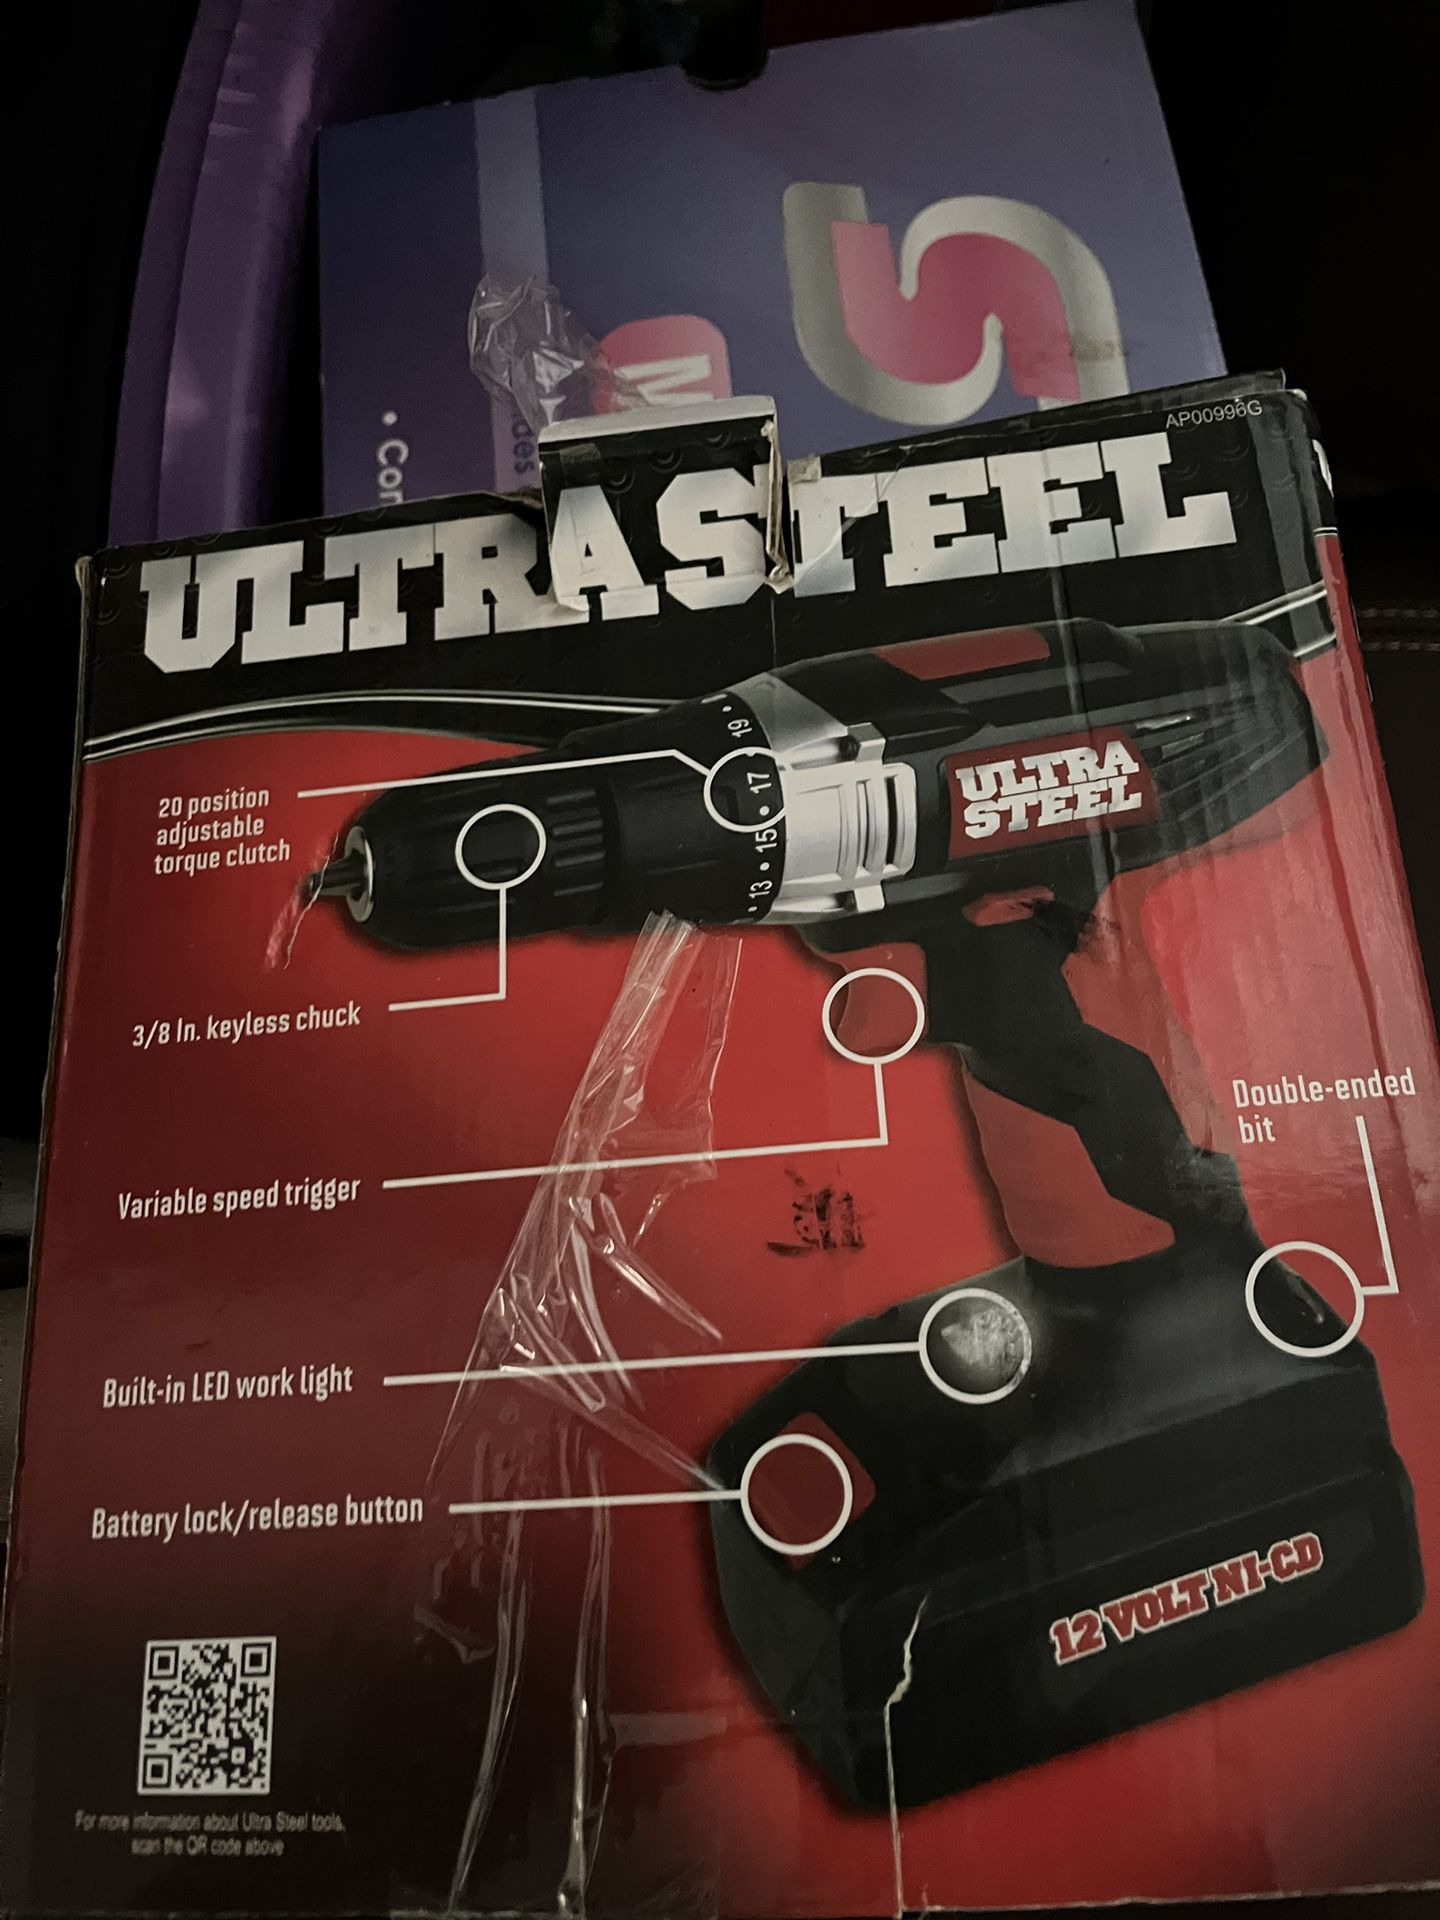 M
des
• Con
AP00996G
ULTRASTEEL
19 •
17
15 •
13 •
ULTRA
STEEL
20 position
adjustable
torque clutch
3/8 In. keyless chuck
Double-ended
bit
Variable speed trigger
Built-in LED work light
Battery lock/release button
12 VOLT NI-CD
For more information about Ultra Steel tools,
scan the QR code above